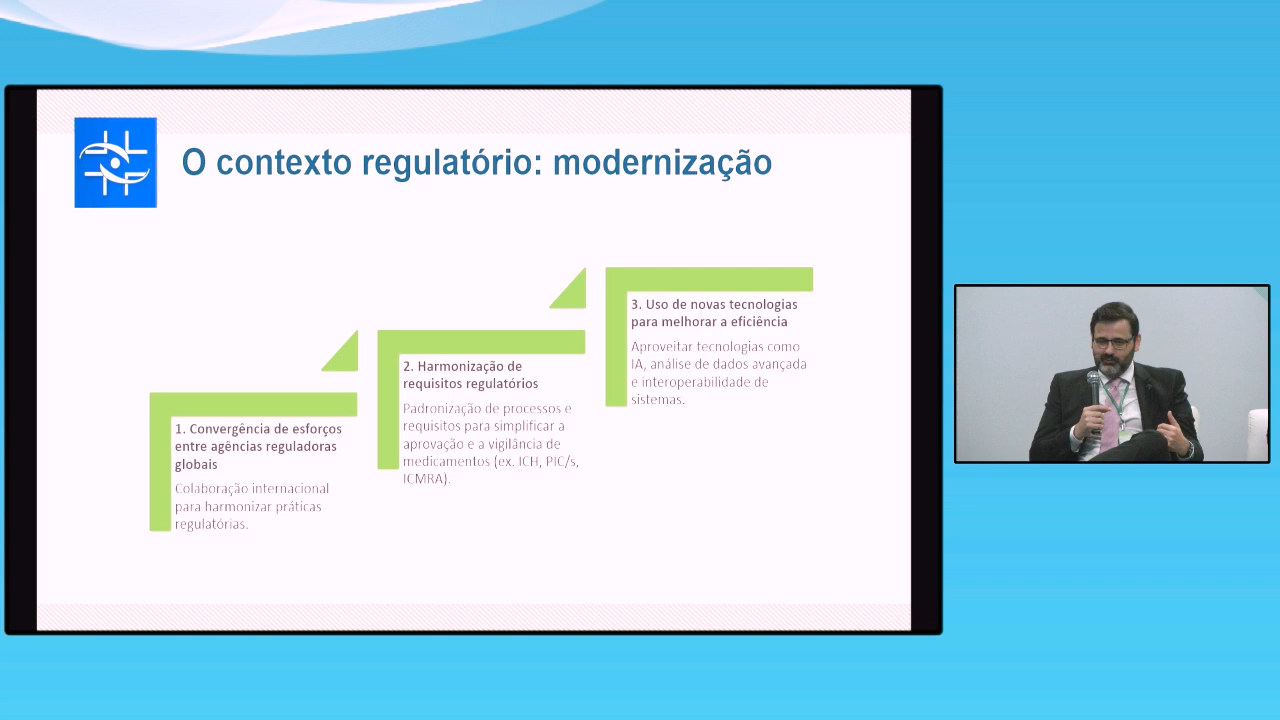 O contexto regulatório: modernização
1. Convergência de esforços
entre agências reguladoras
globais
Colaboração internacional
para harmonizar práticas
regulatórias.
2. Harmonização de
requisitos regulatórios
Padronização de processos e
requisitos para simplificar a
aprovação e a vigilância de
medicamentos (ex. ICH, PIC/s,
ICMRA).
3. Uso de novas tecnologias
para melhorar a eficiência
Aproveitar tecnologias como
IA, análise de dados avançada
e interoperabilidade de
sistemas.